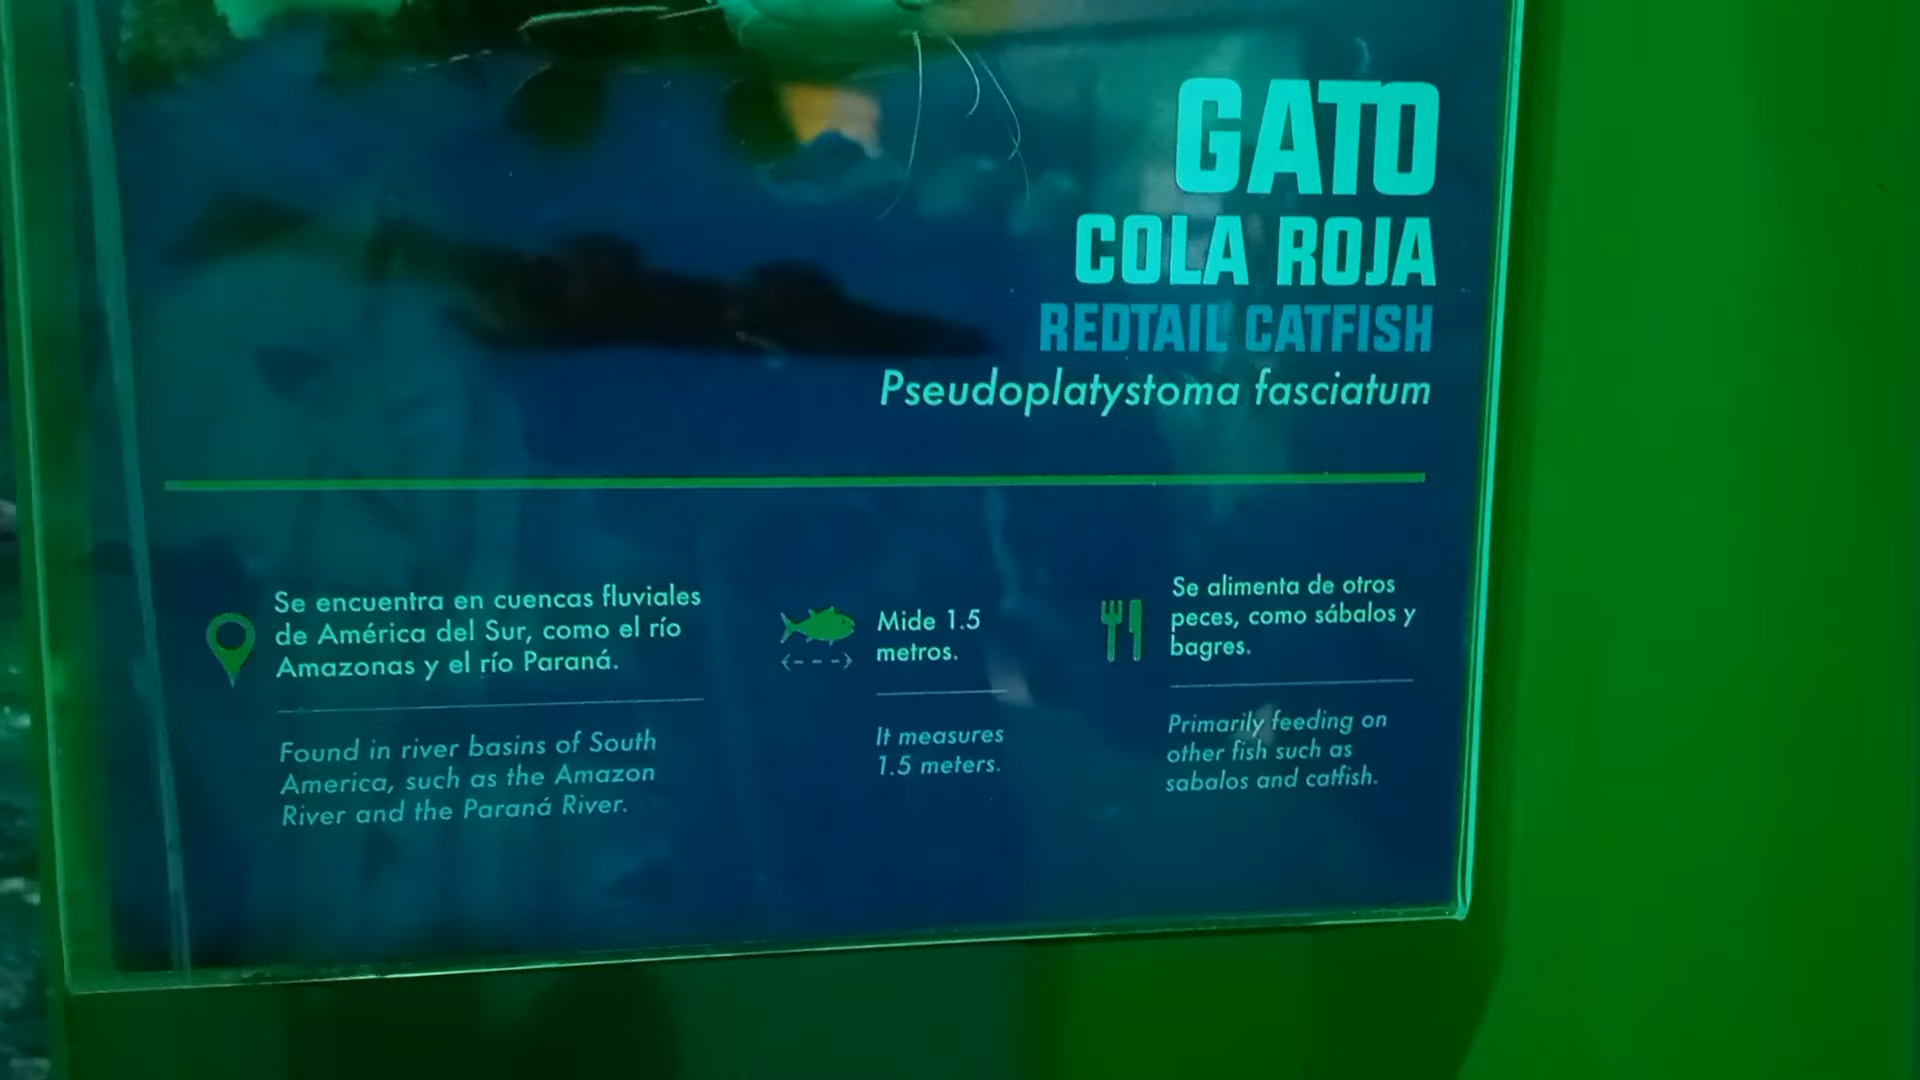 GATO
COLA ROJA
REDTAIL CATFISH
Pseudoplatystoma fasciatum
Se encuentra en cuencas fluviales
de América del Sur, como el río
Amazonas y el río Paraná.
Found in river basins of South
America, such as the Amazon
River and the Paraná River.
Mide 1.5
metros.
It measures
1.5 meters.
Se alimenta de otros
peces, como sábalos y
bagres.
Primarily feeding on
other fish such as
sabalos and catfish.